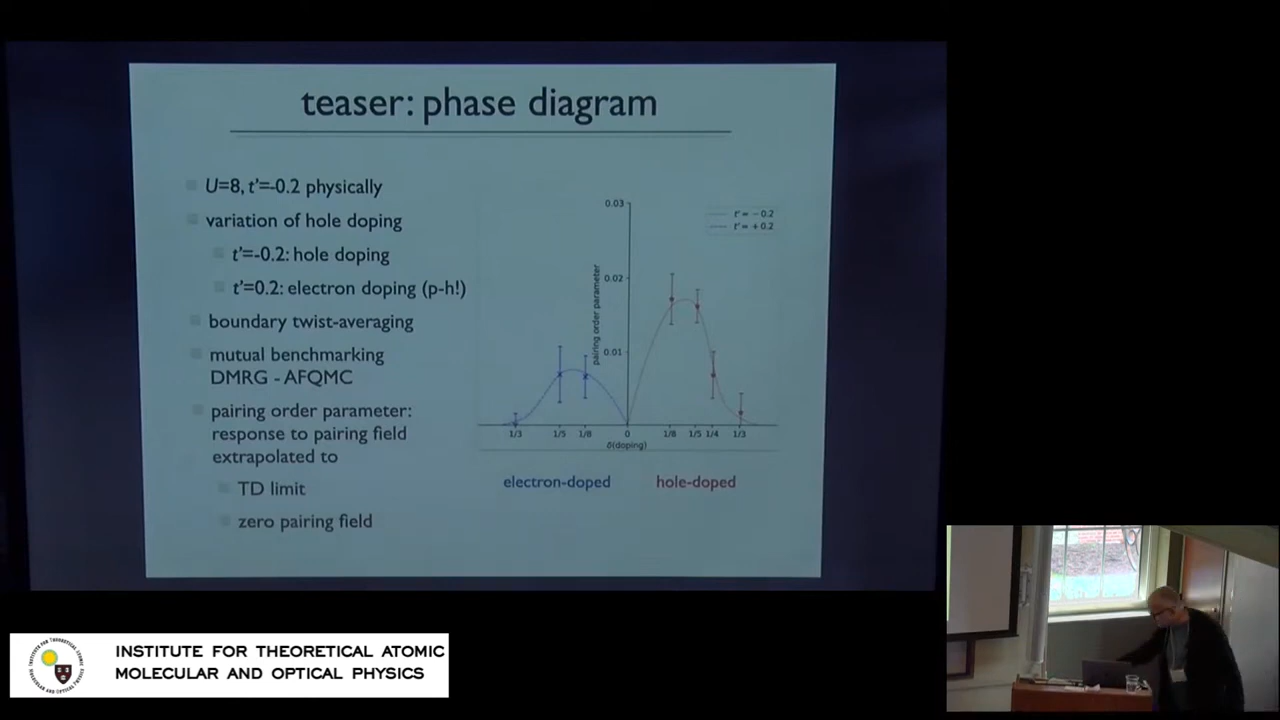 teaser: phase diagram
U=8, t'=-0.2 physically
variation of hole doping
t'=-0.2: hole doping
t'=0.2: electron doping (p-h!)
boundary twist-averaging
mutual benchmarking
DMRG - AFQMC
pairing order parameter:
response to pairing field
extrapolated to
TD limit
zero pairing field
0.03
0.02
0.01
pairing order parameter
t' = −0.2
t' = +0.2
1/3 1/5 1/8 0 1/8 1/5 1/4 1/3
δ(doping)
electron-doped hole-doped
INSTITUTE FOR THEORETICAL ATOMIC
MOLECULAR AND OPTICAL PHYSICS